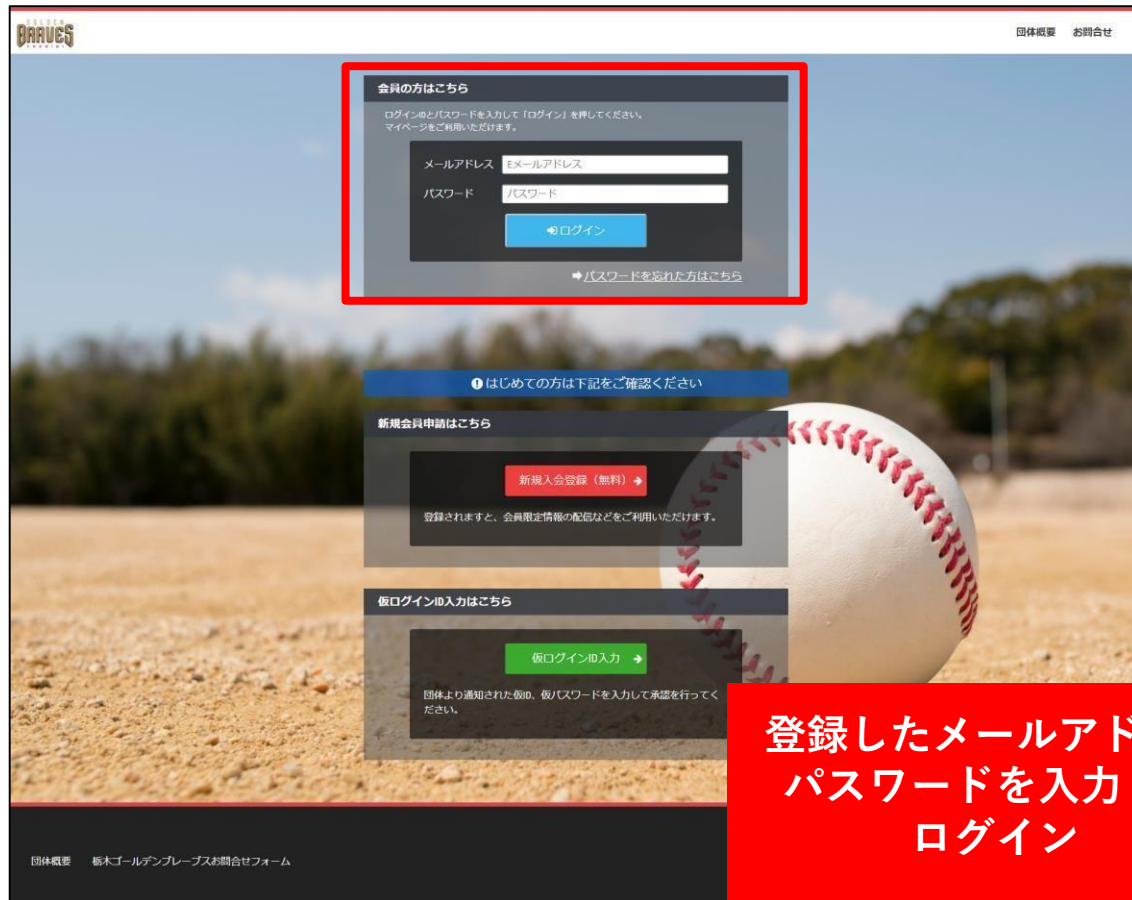 GOLDEN
BRAVES
団体概要 お問合せ
会員の方はこちら
ログインIDとパスワードを入力して「ログイン」を押してください。
マイページをご利用いただけます。
メールアドレス Eメールアドレス
パスワード パスワード
ログイン
パスワードを忘れた方はこちら
はじめての方は下記をご確認ください
新規会員申請はこちら
新規入会登録（無料）
登録されますと、会員限定情報の配信などをご利用いただけます。
仮ログインID入力はこちら
仮ログインID入力
団体より通知された仮ID、仮パスワードを入力して承認を行ってく
ださい。
登録したメールアド
パスワードを入力
ログイン
団体概要 栃木ゴールデンブレーブスお問合せフォーム